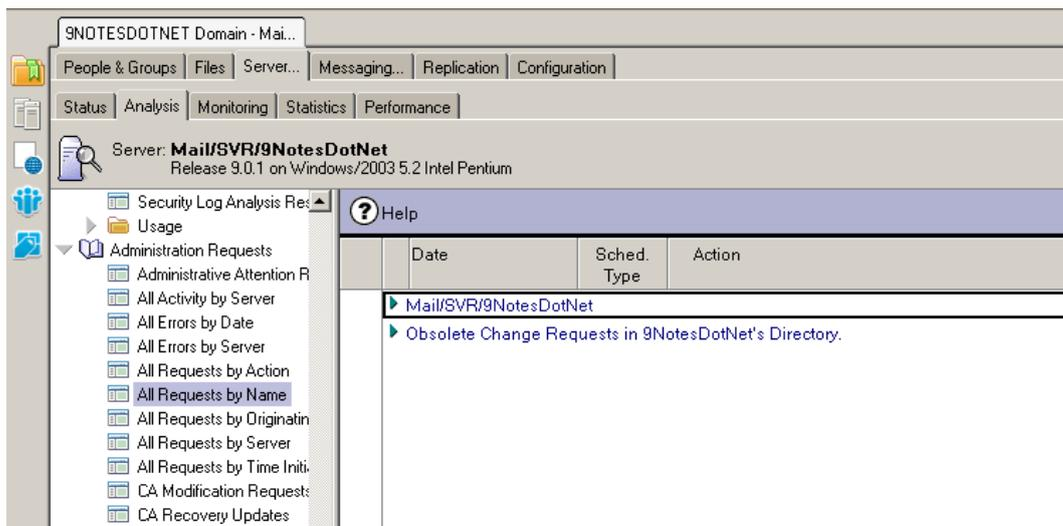 9NOTESDOTNET Domain - Mai...
People & Groups Files Server... Messaging... Replication Configuration
Status Analysis Monitoring Statistics Performance
Server: Mail/SVR/9NotesDotNet
Release 9.0.1 on Windows/2003 5.2 Intel Pentium
Security Log Analysis Res
Usage
Administration Requests
Administrative Attention R
All Activity by Server
All Errors by Date
All Errors by Server
All Requests by Action
All Requests by Name
All Requests by Originatin
All Requests by Server
All Requests by Time Initi
CA Modification Requests
CA Recovery Updates
? Help
Date Sched. Type Action
Mail/SVR/9NotesDotNet
Obsolete Change Requests in 9NotesDotNet's Directory.